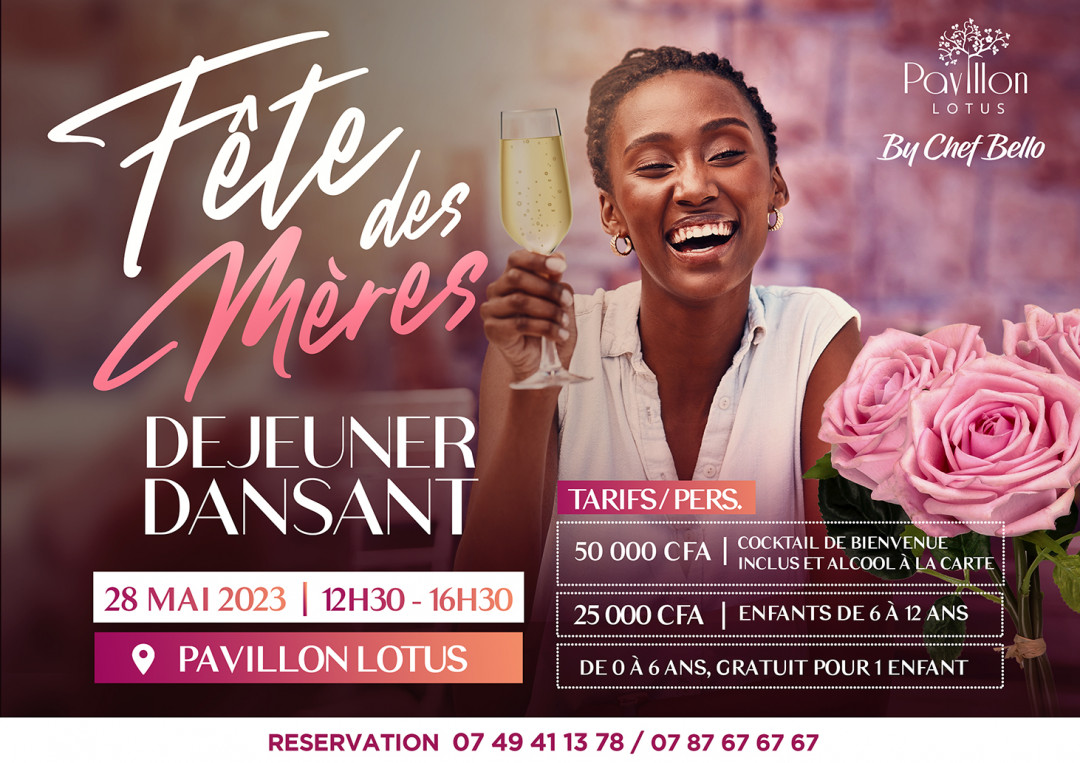 Fête
des
Mères
DEJEUNER
DANSANT
28 MAI 2023 | 12H30 - 16H30
PAVILLON LOTUS
Pavillon
LOTUS
By Chef Bello
TARIFS/PERS.
50 000 CFA | COCKTAIL DE BIENVENUE
INCLUS ET ALCOOL À LA CARTE
25 000 CFA | ENFANTS DE 6 À 12 ANS
DE 0 À 6 ANS, GRATUIT POUR 1 ENFANT
RESERVATION 07 49 41 13 78 / 07 87 67 67 67